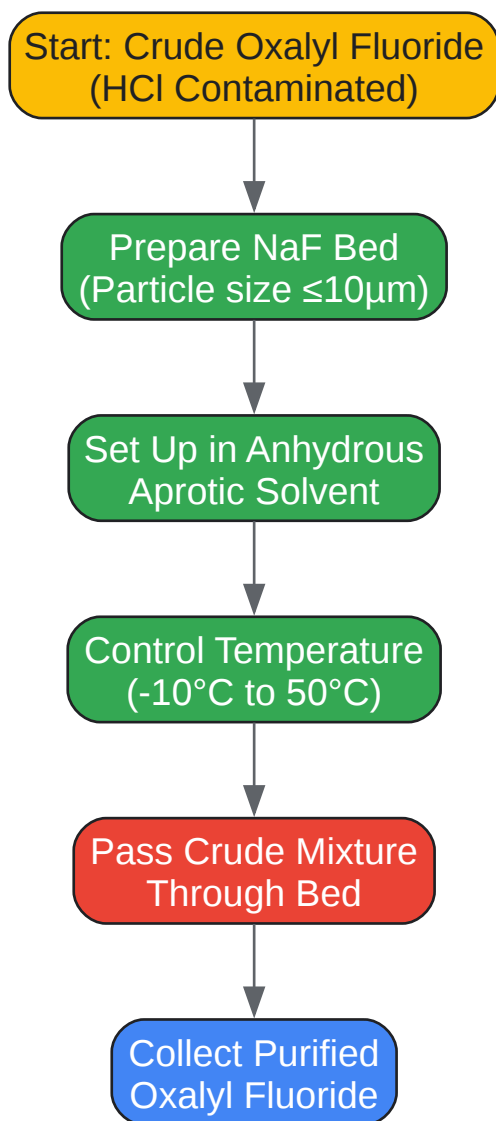 Start: Crude Oxalyl Fluoride
(HCl Contaminated)
Prepare NaF Bed
(Particle size ≤10µm)
Set Up in Anhydrous
Aprotic Solvent
Control Temperature
(-10°C to 50°C)
Pass Crude Mixture
Through Bed
Collect Purified
Oxalyl Fluoride